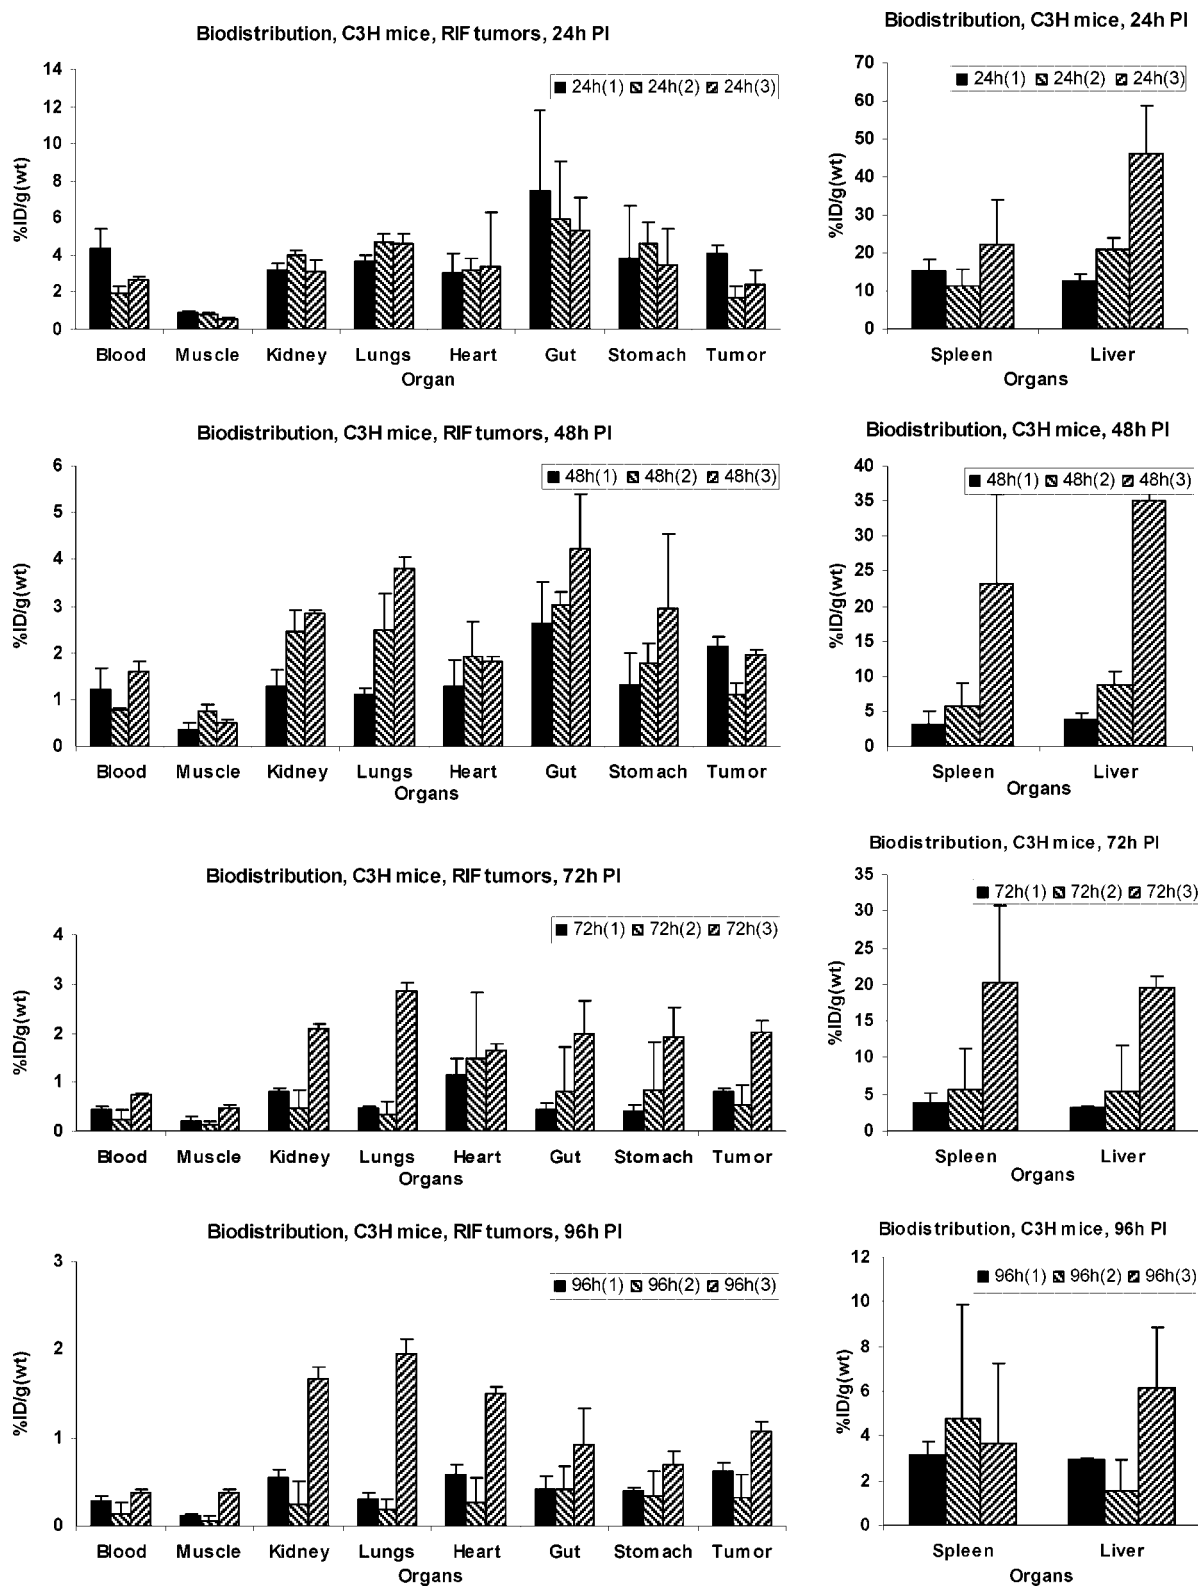 Biodistribution, C3H mice, RIF tumors, 24h PI
24h(1) 24h(2) 24h(3)
%ID/g(wt)
14
12
10
8
6
4
2
0
Blood Muscle Kidney Lungs Heart Gut Stomach Tumor
Organ
Biodistribution, C3H mice, 24h PI
24h(1) 24h(2) 24h(3)
%ID/g(wt)
70
60
50
40
30
20
10
0
Spleen Liver
Organs
Biodistribution, C3H mice, RIF tumors, 48h PI
48h(1) 48h(2) 48h(3)
%ID/g(wt)
6
5
4
3
2
1
0
Blood Muscle Kidney Lungs Heart Gut Stomach Tumor
Organs
Biodistribution, C3H mice, 48h PI
48h(1) 48h(2) 48h(3)
%ID/g(wt)
40
35
30
25
20
15
10
5
0
Spleen Liver
Organs
Biodistribution, C3H mice, RIF tumors, 72h PI
72h(1) 72h(2) 72h(3)
%ID/g(wt)
4
3
2
1
0
Blood Muscle Kidney Lungs Heart Gut Stomach Tumor
Organs
Biodistribution, C3H mice, 72h PI
72h(1) 72h(2) 72h(3)
%ID/g(wt)
35
30
25
20
15
10
5
0
Spleen Liver
Organs
Biodistribution, C3H mice, RIF tumors, 96h PI
96h(1) 96h(2) 96h(3)
%ID/g(wt)
3
2
1
0
Blood Muscle Kidney Lungs Heart Gut Stomach Tumor
Organs
Biodistribution, C3H mice, 96h PI
96h(1) 96h(2) 96h(3)
%ID/g(wt)
12
10
8
6
4
2
0
Spleen Liver
Organs